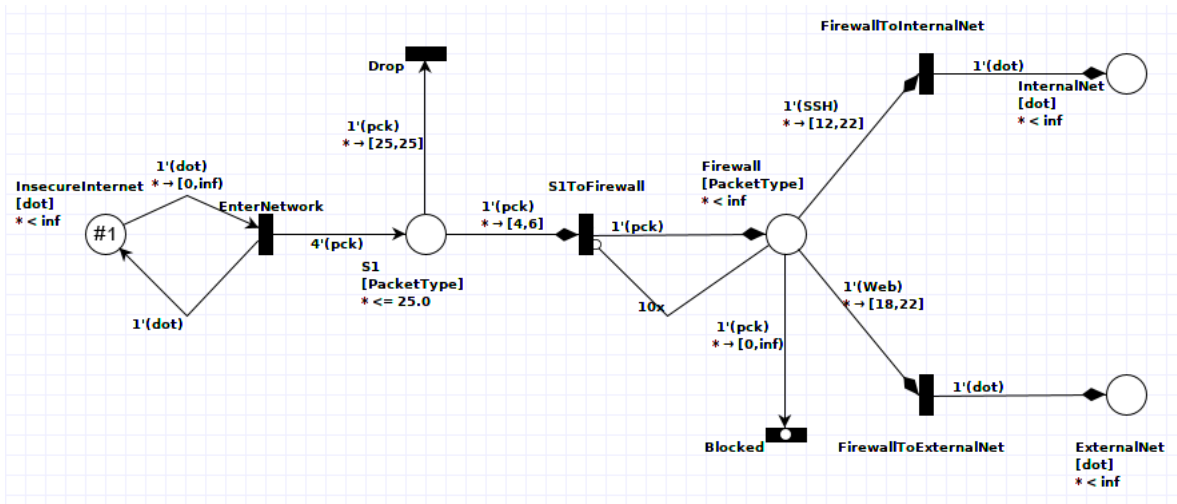 FirewallToInternalNet
Drop
1'(dot)
InternalNet
[dot]
* < inf
1'(SSH)
* → [12,22]
1'(pck)
* → [25,25]
1'(dot)
* → [0,inf)
InsecureInternet
[dot]
* < inf
#1
EnterNetwork
4'(pck)
1'(dot)
S1
[PacketType]
* <= 25.0
1'(pck)
* → [4,6]
S1ToFirewall
1'(pck)
10x
Firewall
[PacketType]
* < inf
1'(pck)
* → [0,inf)
1'(Web)
* → [18,22]
1'(dot)
Blocked
FirewallToExternalNet
ExternalNet
[dot]
* < inf